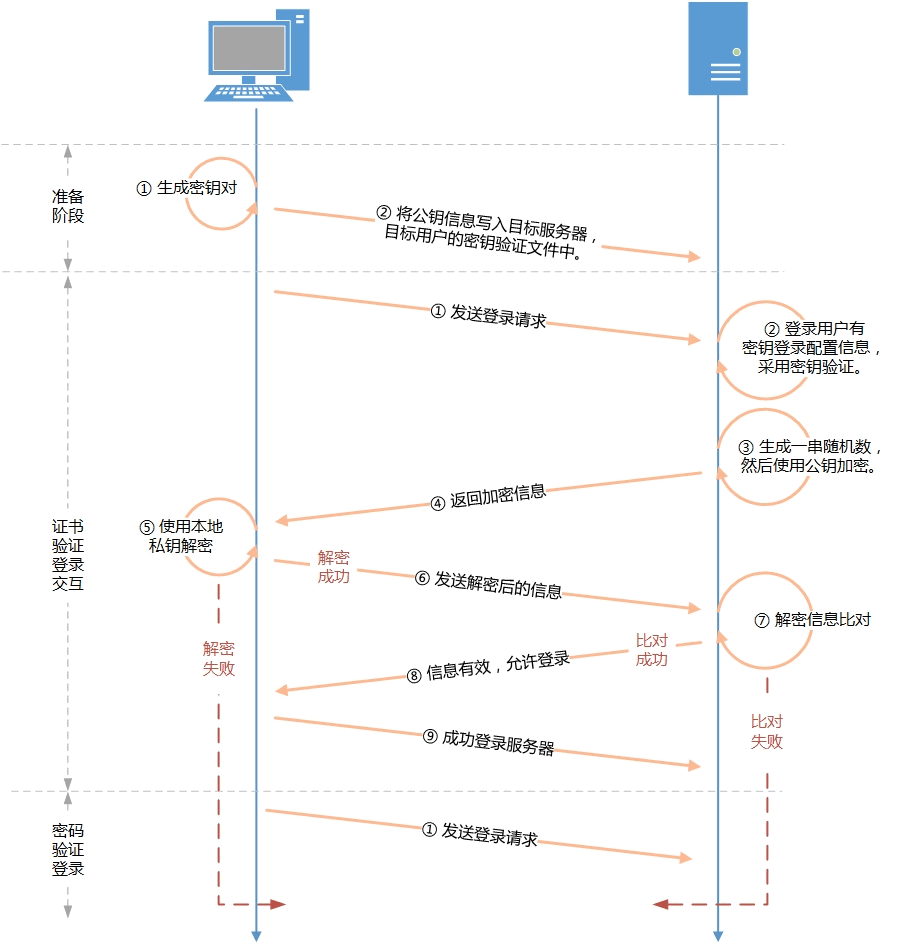 准备
阶段
① 生成密钥对
② 将公钥信息写入目标服务器，
目标用户的密钥验证文件中。
① 发送登录请求
② 登录用户有
密钥登录配置信息，
采用密钥验证。
③ 生成一串随机数，
然后使用公钥加密。
④ 返回加密信息
证书
验证
登录
交互
⑤ 使用本地
私钥解密
解密
成功
⑥ 发送解密后的信息
⑦ 解密信息比对
解密
失败
比对
成功
⑧ 信息有效，允许登录
⑨ 成功登录服务器
比对
失败
密码
验证
登录
① 发送登录请求